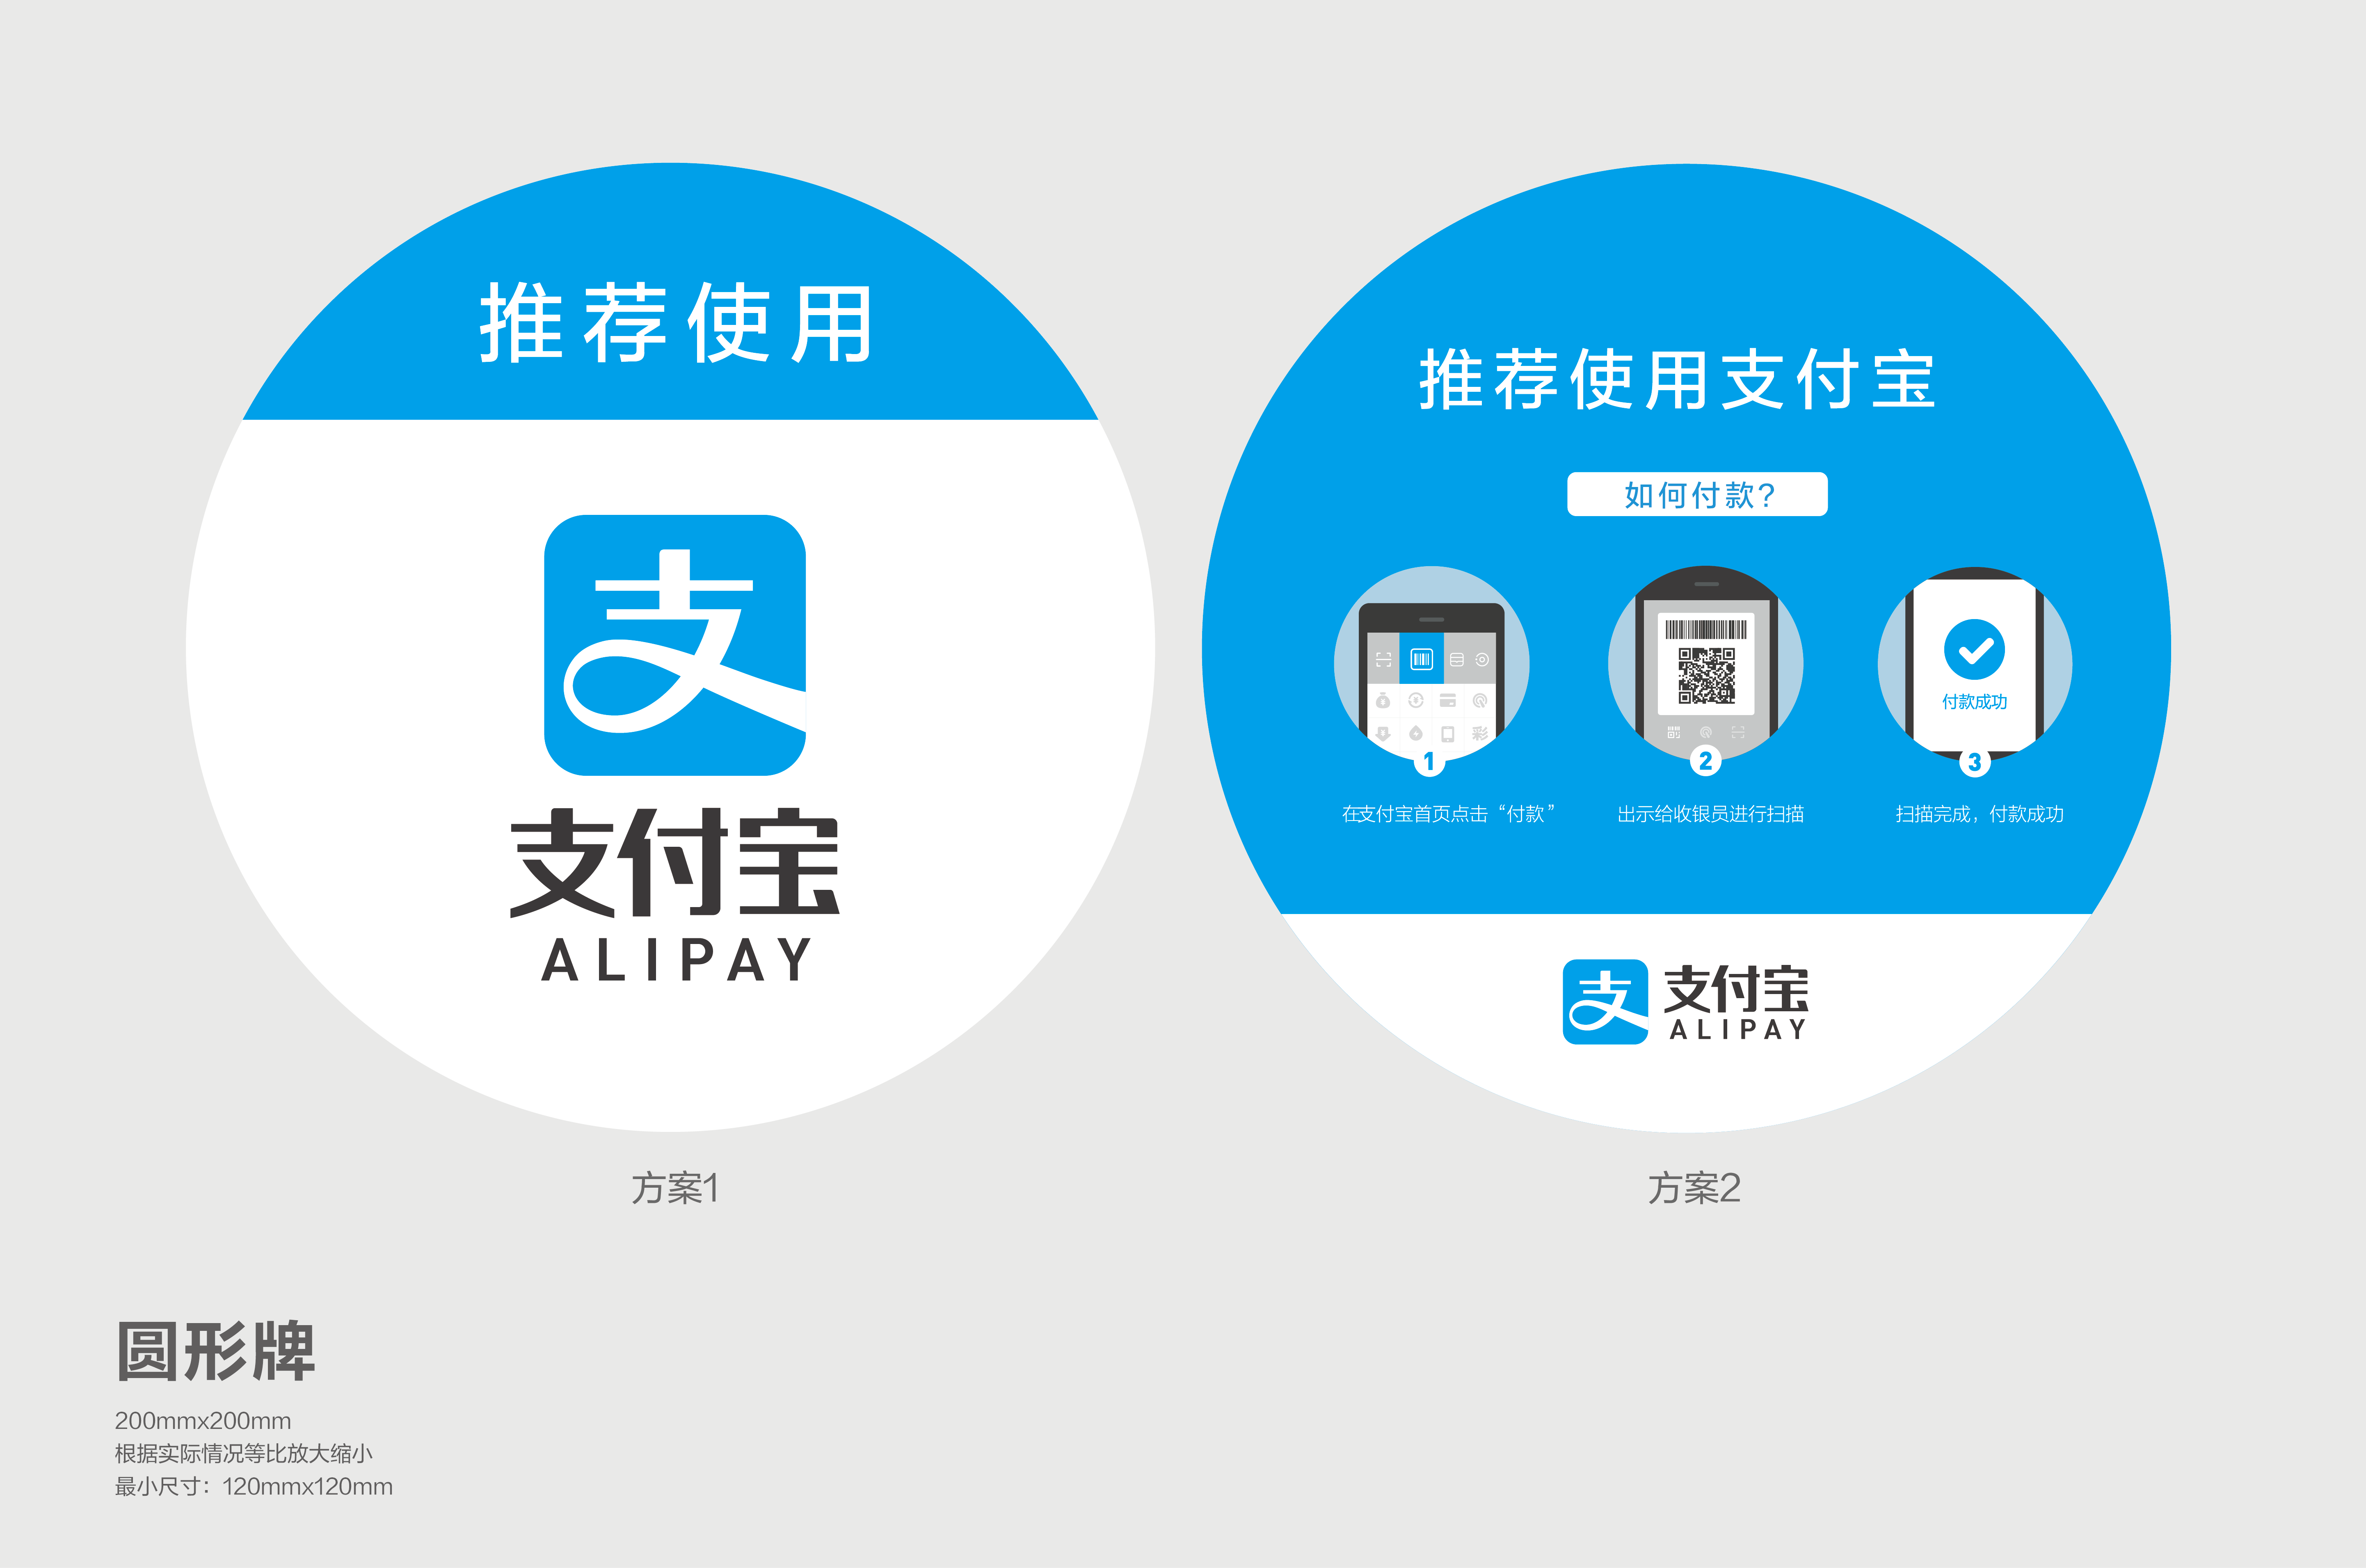 推荐使用
支
支付宝
ALIPAY
方案1
推荐使用支付宝
如何付款?
彩
付款成功
1
2
3
在支付宝首页点击“付款”
出示给收银员进行扫描
扫描完成，付款成功
支
支付宝
ALIPAY
方案2
圆形牌
200mmx200mm
根据实际情况等比放大缩小
最小尺寸：120mmx120mm